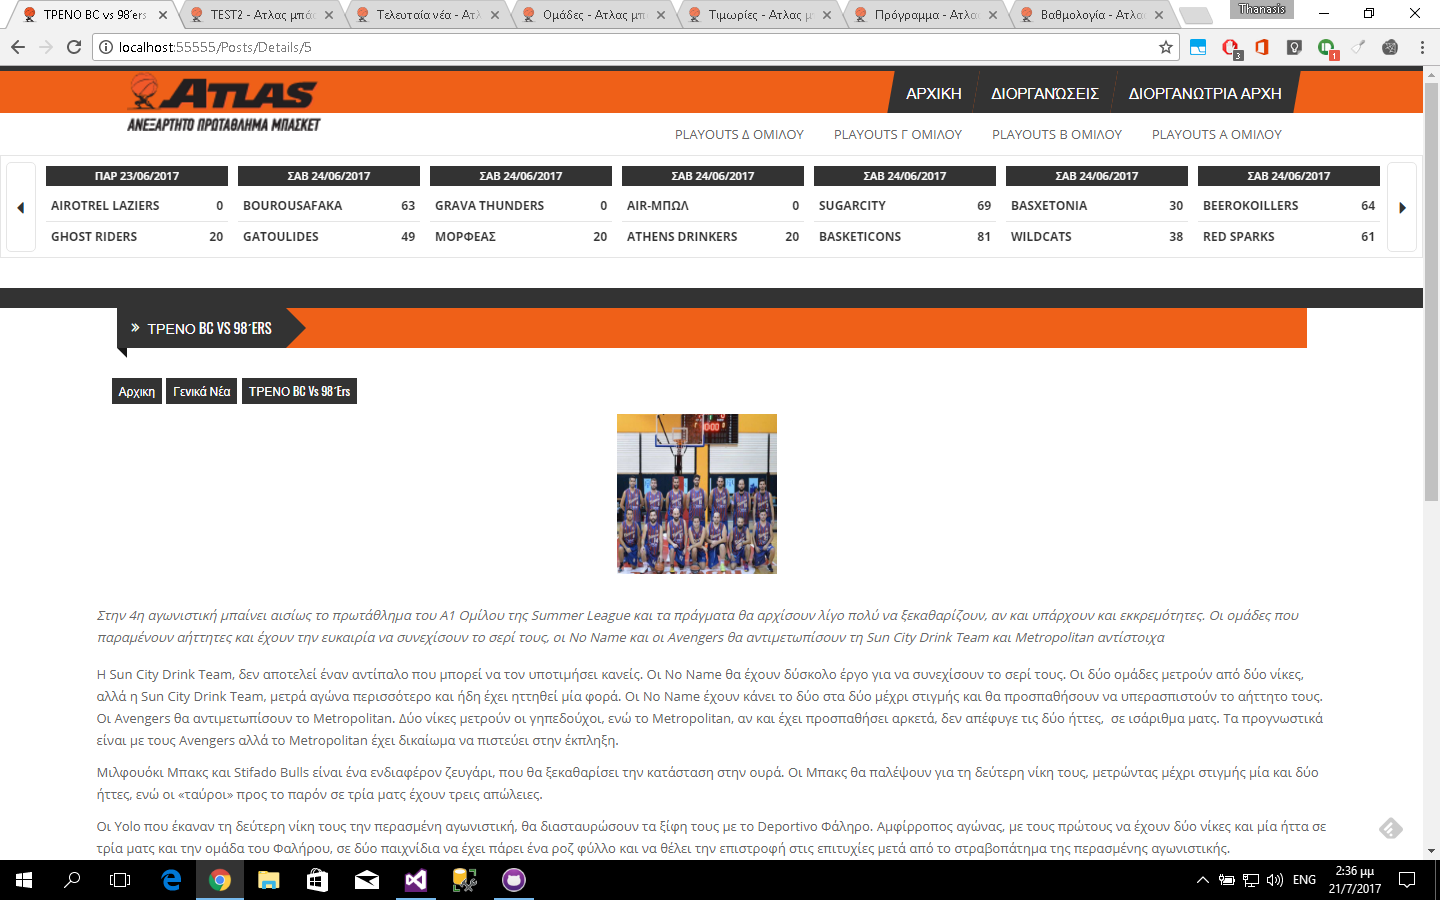 ΤΡΕΝΟ BC vs 98΄ers
TEST2 - Ατλας μπάσ
Τελευταία νέα - Ατλ
Ομάδες - Ατλας μπ
Τιμωρίες - Ατλας μ
Πρόγραμμα - Ατλα
Βαθμολογία - Ατλα
Thanasis
localhost:55555/Posts/Details/5
3
1
ATLAS
ΑΝΕΞΑΡΤΗΤΟ ΠΡΩΤΑΘΛΗΜΑ ΜΠΑΣΚΕΤ
ΑΡΧΙΚΗ ΔΙΟΡΓΑΝΩΣΕΙΣ ΔΙΟΡΓΑΝΩΤΡΙΑ ΑΡΧΗ
PLAYOUTS Δ ΟΜΙΛΟΥ PLAYOUTS Γ ΟΜΙΛΟΥ PLAYOUTS Β ΟΜΙΛΟΥ PLAYOUTS Α ΟΜΙΛΟΥ
ΠΑΡ 23/06/2017
AIROTREL LAZIERS 0
GHOST RIDERS 20
ΣΑΒ 24/06/2017
BOUROUSAFAKA 63
GATOULIDES 49
ΣΑΒ 24/06/2017
GRAVA THUNDERS 0
ΜΟΡΦΕΑΣ 20
ΣΑΒ 24/06/2017
AIR-ΜΠΩΛ 0
ATHENS DRINKERS 20
ΣΑΒ 24/06/2017
SUGARCITY 69
BASKETICONS 81
ΣΑΒ 24/06/2017
BASXETONIA 30
WILDCATS 38
ΣΑΒ 24/06/2017
BEEROKOILLERS 64
RED SPARKS 61
» ΤΡΕΝΟ BC VS 98΄ERS
Αρχικη Γενικά Νέα ΤΡΕΝΟ BC Vs 98΄Ers
Στην 4η αγωνιστική μπαίνει αισίως το πρωτάθλημα του Α1 Ομίλου της Summer League και τα πράγματα θα αρχίσουν λίγο πολύ να ξεκαθαρίζουν, αν και υπάρχουν και εκκρεμότητες. Οι ομάδες που
παραμένουν αήττητες και έχουν την ευκαιρία να συνεχίσουν το σερί τους, οι No Name και οι Avengers θα αντιμετωπίσουν τη Sun City Drink Team και Metropolitan αντίστοιχα
Η Sun City Drink Team, δεν αποτελεί έναν αντίπαλο που μπορεί να τον υποτιμήσει κανείς. Οι No Name θα έχουν δύσκολο έργο για να συνεχίσουν το σερί τους. Οι δύο ομάδες μετρούν από δύο νίκες,
αλλά η Sun City Drink Team, μετρά αγώνα περισσότερο και ήδη έχει ηττηθεί μία φορά. Οι No Name έχουν κάνει το δύο στα δύο μέχρι στιγμής και θα προσπαθήσουν να υπερασπιστούν το αήττητο τους.
Οι Avengers θα αντιμετωπίσουν το Metropolitan. Δύο νίκες μετρούν οι γηπεδούχοι, ενώ το Metropolitan, αν και έχει προσπαθήσει αρκετά, δεν απέφυγε τις δύο ήττες, σε ισάριθμα ματς. Τα προγνωστικά
είναι με τους Avengers αλλά το Metropolitan έχει δικαίωμα να πιστεύει στην έκπληξη.
Μιλφουόκι Μπακς και Stifado Bulls είναι ένα ενδιαφέρον ζευγάρι, που θα ξεκαθαρίσει την κατάσταση στην ουρά. Οι Μπακς θα παλέψουν για τη δεύτερη νίκη τους, μετρώντας μέχρι στιγμής μία και δύο
ήττες, ενώ οι «ταύροι» προς το παρόν σε τρία ματς έχουν τρεις απώλειες.
Οι Yolo που έκαναν τη δεύτερη νίκη τους την περασμένη αγωνιστική, θα διασταυρώσουν τα ξίφη τους με το Deportivo Φάληρο. Αμφίρροπος αγώνας, με τους πρώτους να έχουν δύο νίκες και μία ήττα σε
τρία ματς και την ομάδα του Φαλήρου, σε δύο παιχνίδια να έχει πάρει ένα ροζ φύλλο και να θέλει την επιστροφή στις επιτυχίες μετά από το στραβοπάτημα της περασμένης αγωνιστικής.
ENG
2:36 μμ
21/7/2017